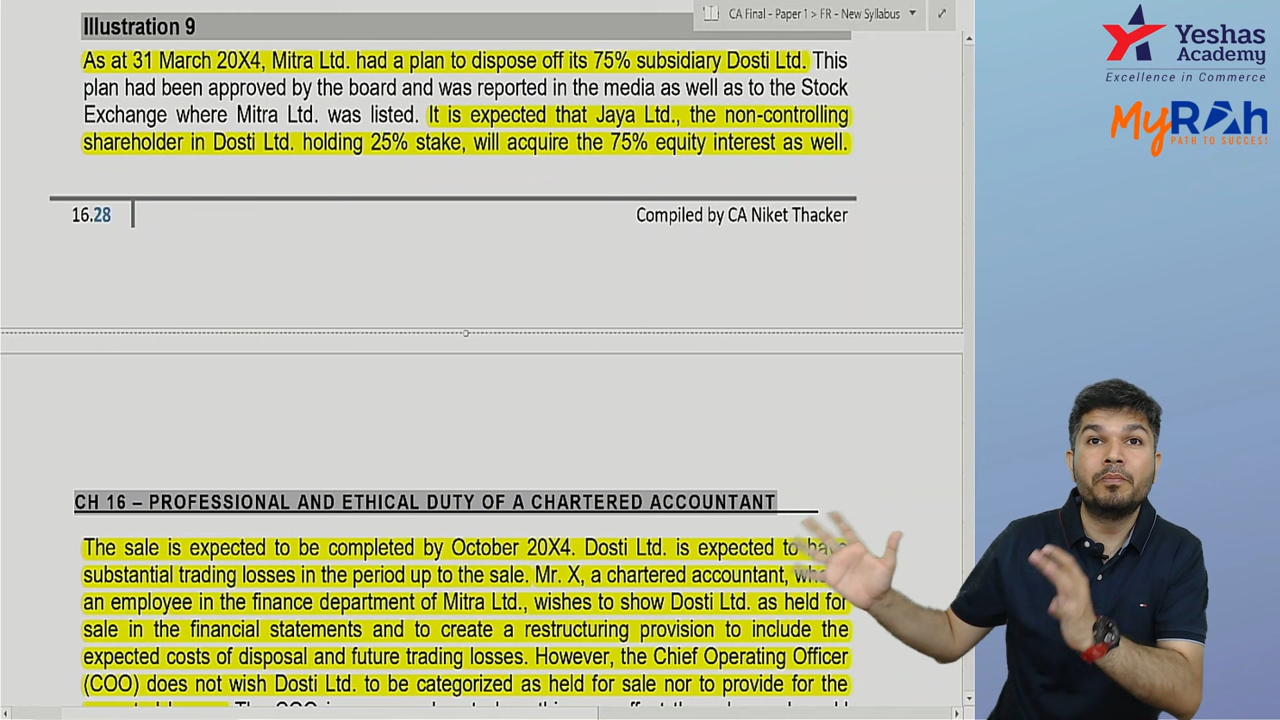 Illustration 9
CA Final - Paper 1 > FR - New Syllabus
As at 31 March 20X4, Mitra Ltd. had a plan to dispose off its 75% subsidiary Dosti Ltd. This
plan had been approved by the board and was reported in the media as well as to the Stock
Exchange where Mitra Ltd. was listed. It is expected that Jaya Ltd., the non-controlling
shareholder in Dosti Ltd. holding 25% stake, will acquire the 75% equity interest as well.
16.28
Compiled by CA Niket Thacker
CH 16 – PROFESSIONAL AND ETHICAL DUTY OF A CHARTERED ACCOUNTANT
The sale is expected to be completed by October 20X4. Dosti Ltd. is expected to have
substantial trading losses in the period up to the sale. Mr. X, a chartered accountant,
an employee in the finance department of Mitra Ltd., wishes to show Dosti Ltd. as held for
sale in the financial statements and to create a restructuring provision to include the
expected costs of disposal and future trading losses. However, the Chief Operating Officer
(COO) does not wish Dosti Ltd. to be categorized as held for sale nor to provide for the
Yeshas
Academy
Excellence in Commerce
MyRAh
PATH TO SUCCESS!